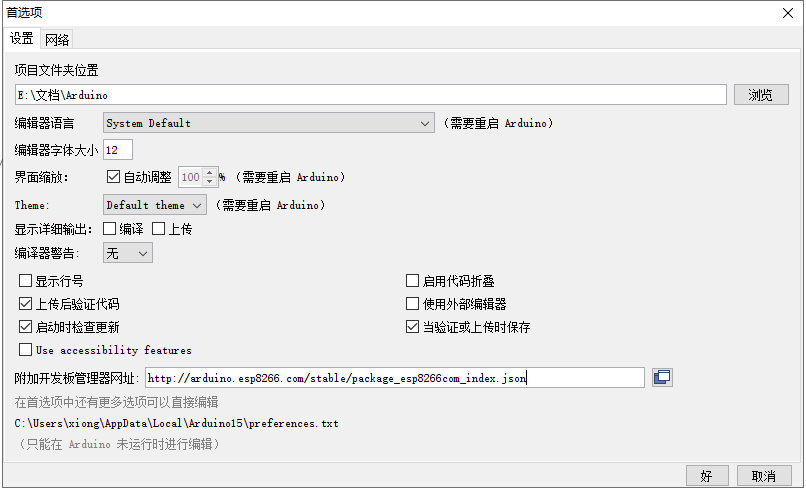 首选项
设置 网络
项目文件夹位置
E:\文档\Arduino 浏览
编辑器语言 System Default （需要重启 Arduino）
编辑器字体大小 12
界面缩放： 自动调整 100 % （需要重启 Arduino）
Theme: Default theme （需要重启 Arduino）
显示详细输出： 编译 上传
编译器警告： 无
显示行号 启用代码折叠
上传后验证代码 使用外部编辑器
启动时检查更新 当验证或上传时保存
Use accessibility features
附加开发板管理器网址: http://arduino.esp8266.com/stable/package_esp8266com_index.json
在首选项中还有更多选项可以直接编辑
C:\Users\xiong\AppData\Local\Arduino15\preferences.txt
（只能在 Arduino 未运行时进行编辑）
好 取消